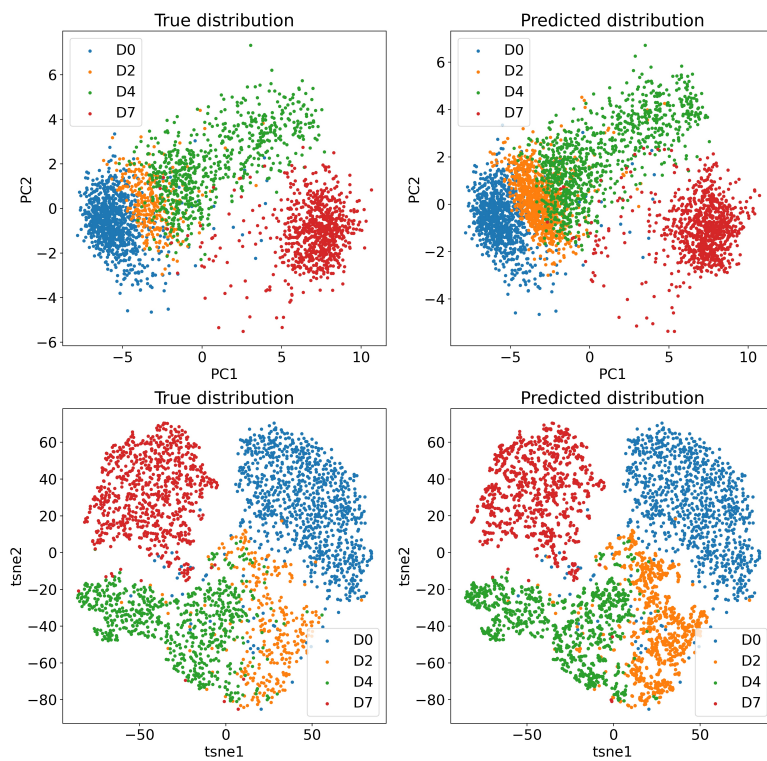 True distribution
Predicted distribution
D0
D2
D4
D7
D0
D2
D4
D7
PC2
6
4
2
0
−2
−4
−6
−5
0
5
10
PC1
PC2
6
4
2
0
−2
−4
−5
0
5
10
PC1
True distribution
Predicted distribution
tsne2
60
40
20
0
−20
−40
−60
−80
D0
D2
D4
D7
−50
0
50
tsne1
tsne2
60
40
20
0
−20
−40
−60
−80
D0
D2
D4
D7
−50
0
50
tsne1